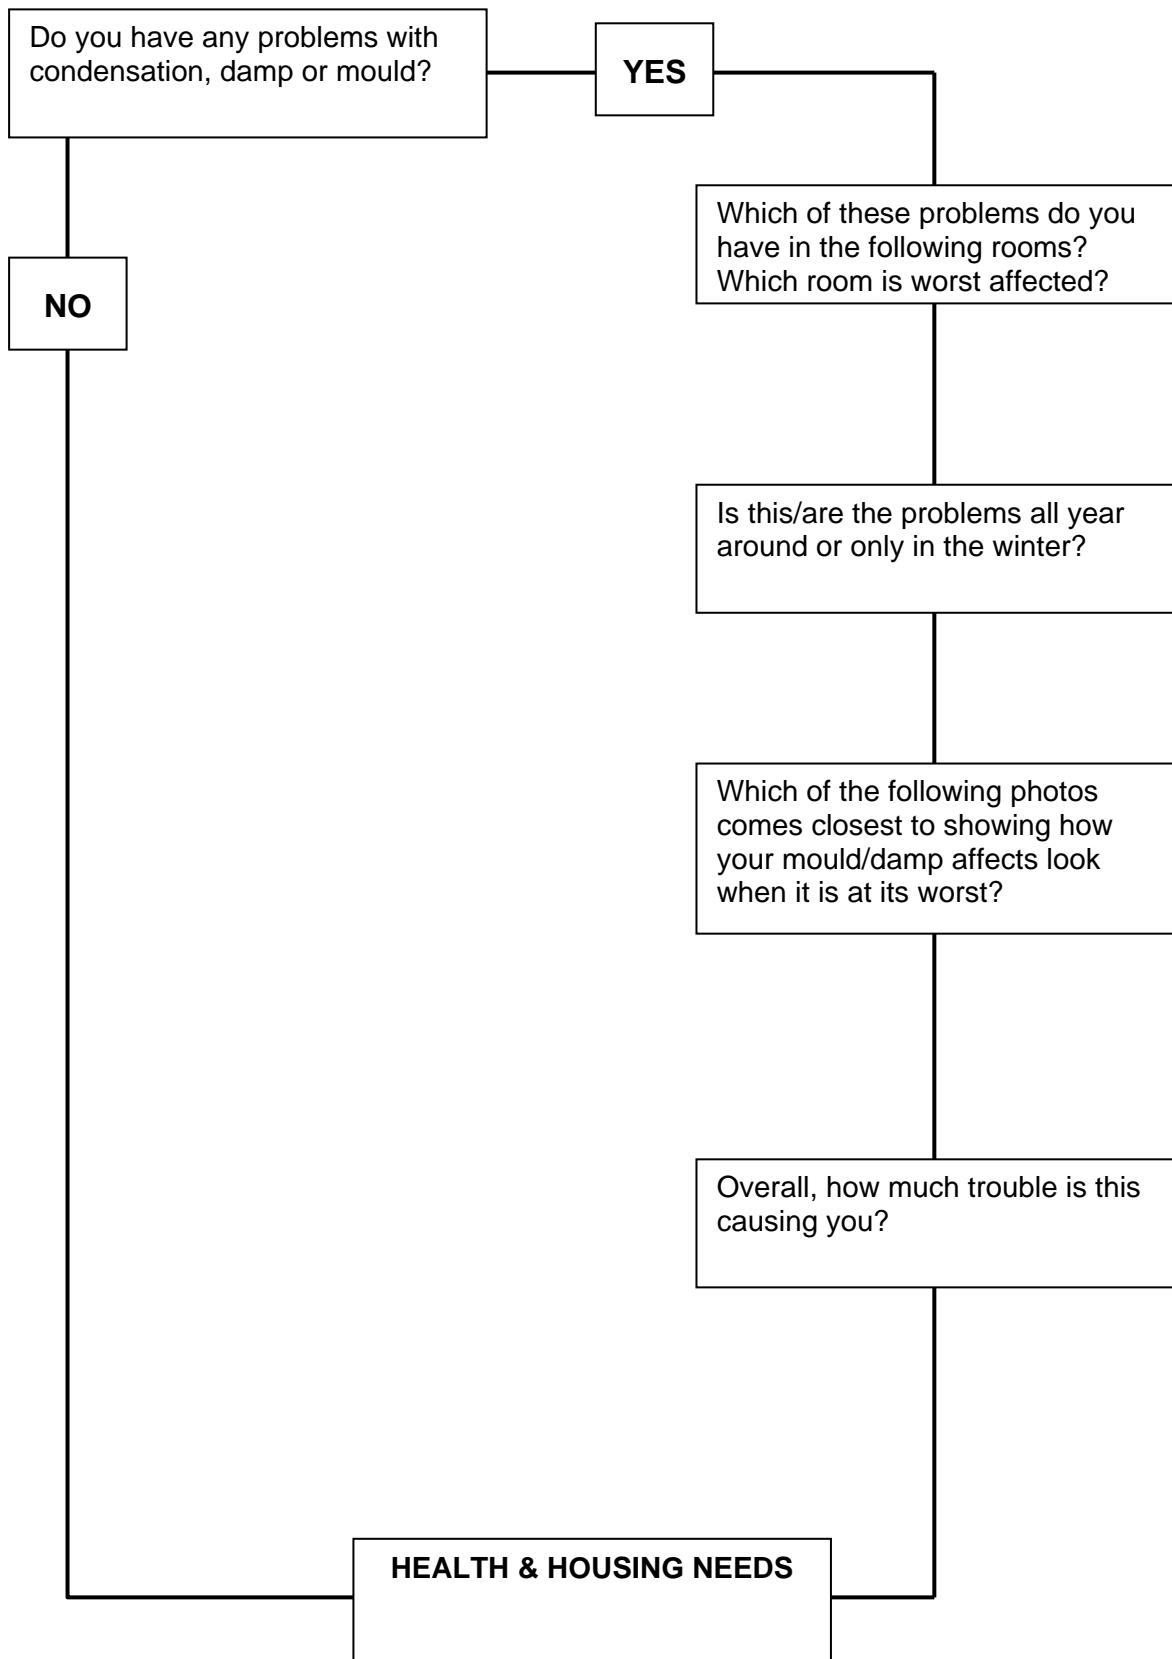 Do you have any problems with
condensation, damp or mould?
YES
Which of these problems do you
have in the following rooms?
Which room is worst affected?
NO
Is this/are the problems all year
around or only in the winter?
Which of the following photos
comes closest to showing how
your mould/damp affects look
when it is at its worst?
Overall, how much trouble is this
causing you?
HEALTH & HOUSING NEEDS